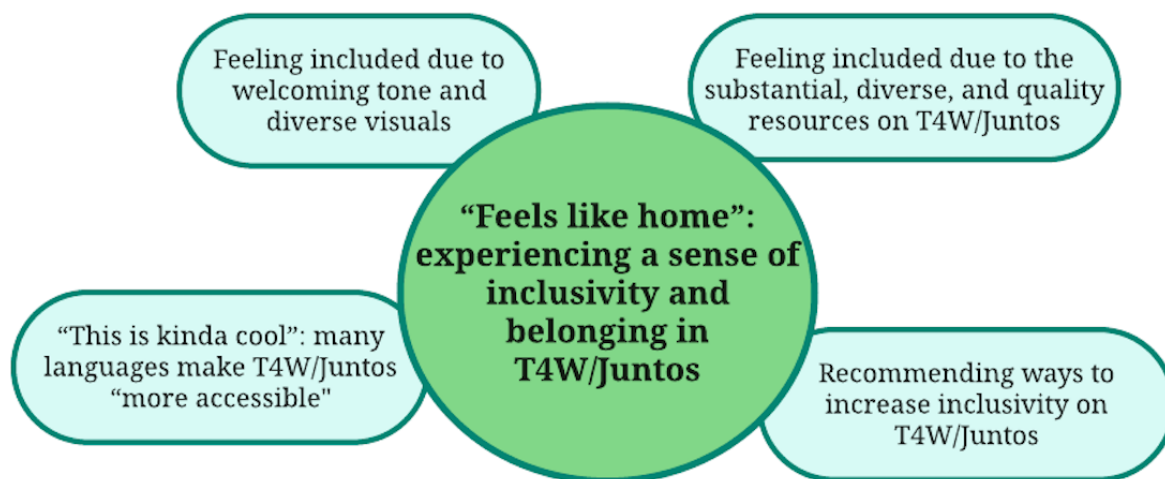 Feeling included due to
welcoming tone and
diverse visuals
Feeling included due to the
substantial, diverse, and quality
resources on T4W/Juntos
“Feels like home”:
experiencing a sense of
inclusivity and
belonging in
T4W/Juntos
“This is kinda cool”: many
languages make T4W/Juntos
“more accessible"
Recommending ways to
increase inclusivity on
T4W/Juntos